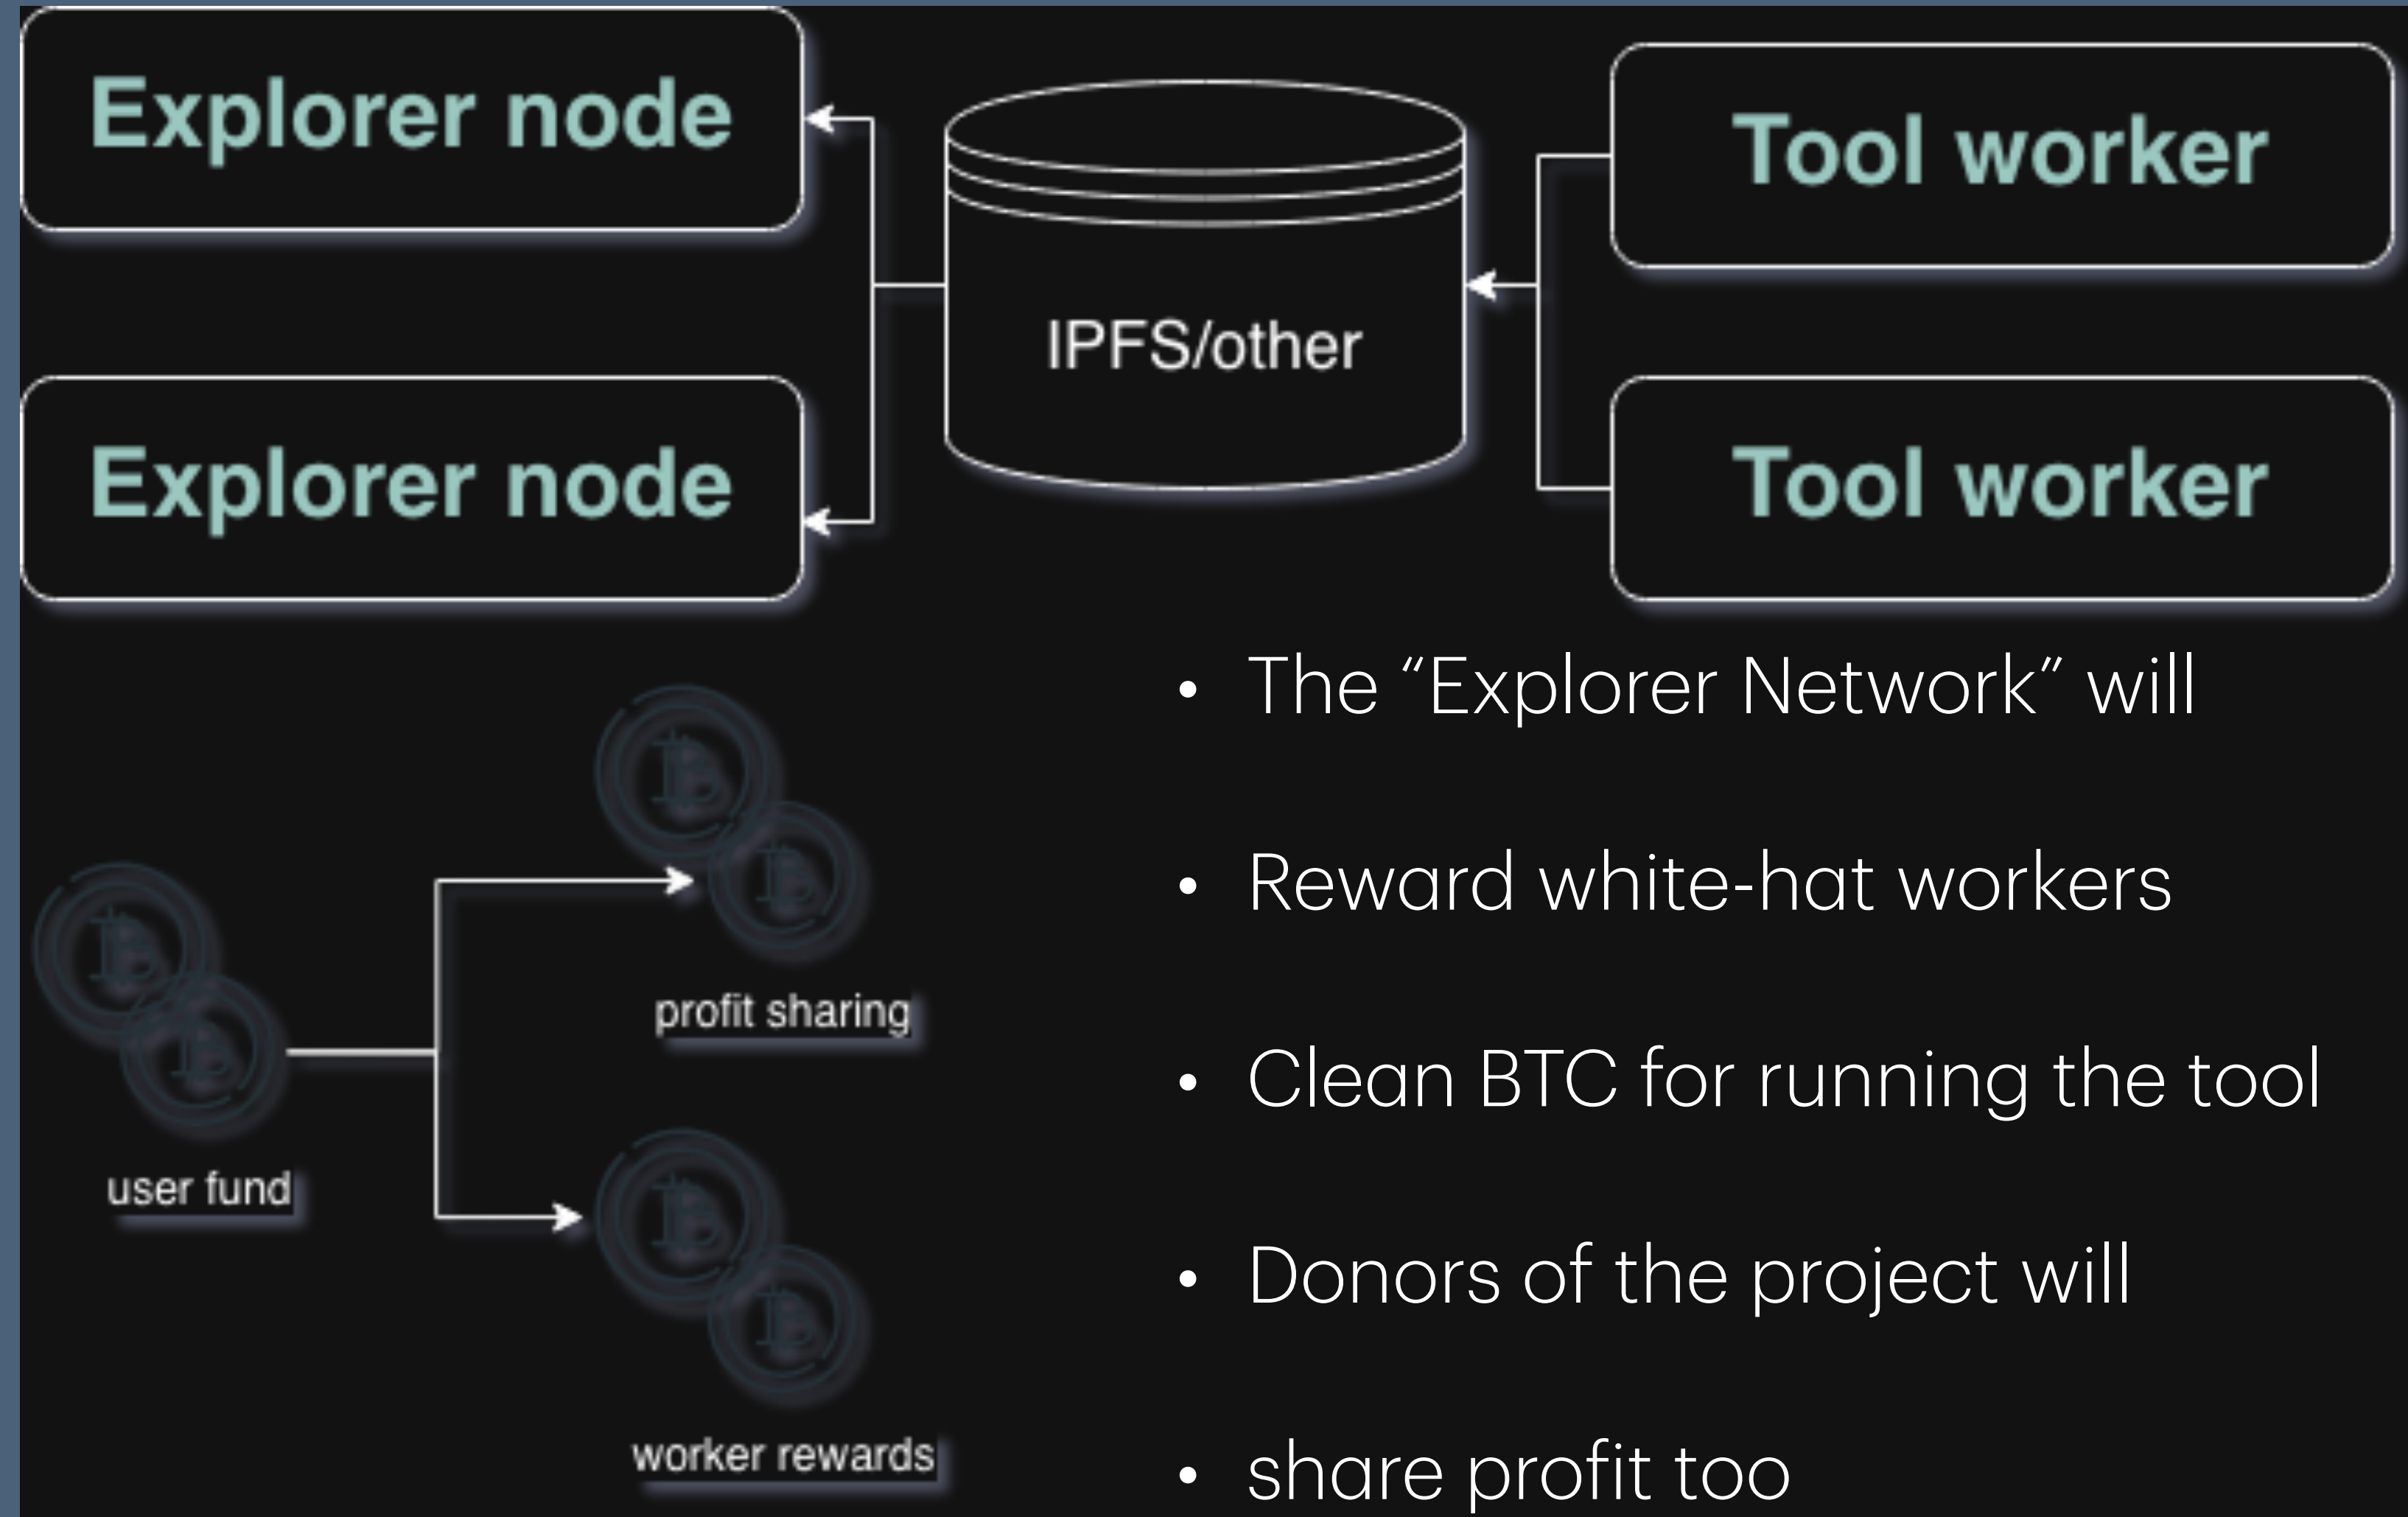 Explorer node
Tool worker
IPFS/other
Explorer node
Tool worker
• The “Explorer Network” will
• Reward white-hat workers
• Clean BTC for running the tool
• Donors of the project will
• share profit too
profit sharing
user fund
worker rewards